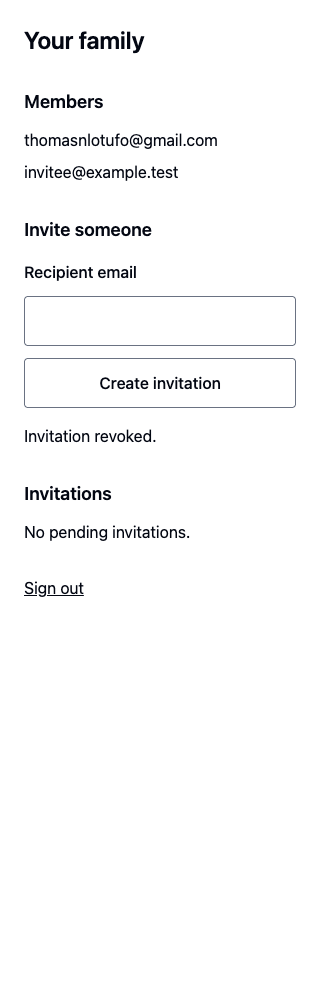 Your family
Members
thomasnlotufo@gmail.com
invitee@example.test
Invite someone
Recipient email
Create invitation
Invitation revoked.
Invitations
No pending invitations.
Sign out